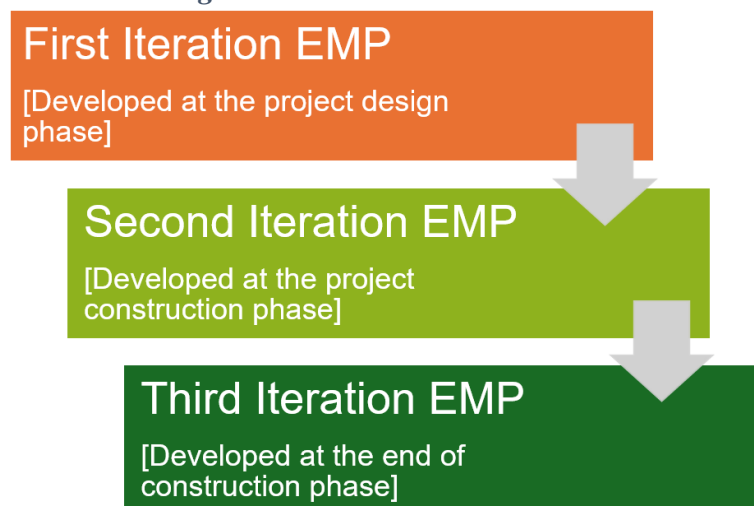 First Iteration EMP
[Developed at the project design
phase]
Second Iteration EMP
[Developed at the project
construction phase]
Third Iteration EMP
[Developed at the end of
construction phase]